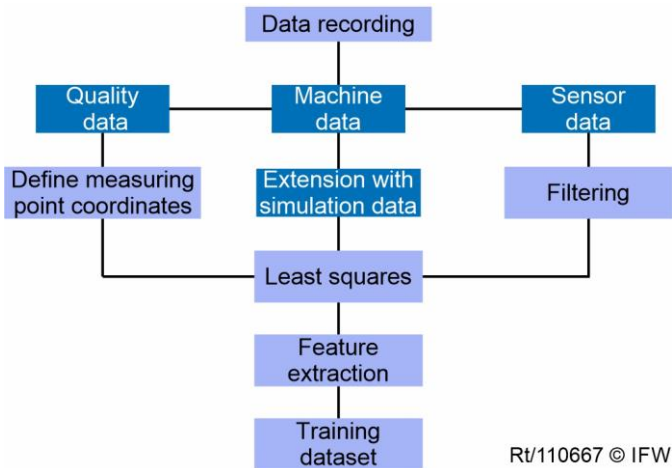 Data recording
Quality
data
Machine
data
Sensor
data
Define measuring
point coordinates
Extension with
simulation data
Filtering
Least squares
Feature
extraction
Training
dataset
Rt/110667 © IFW